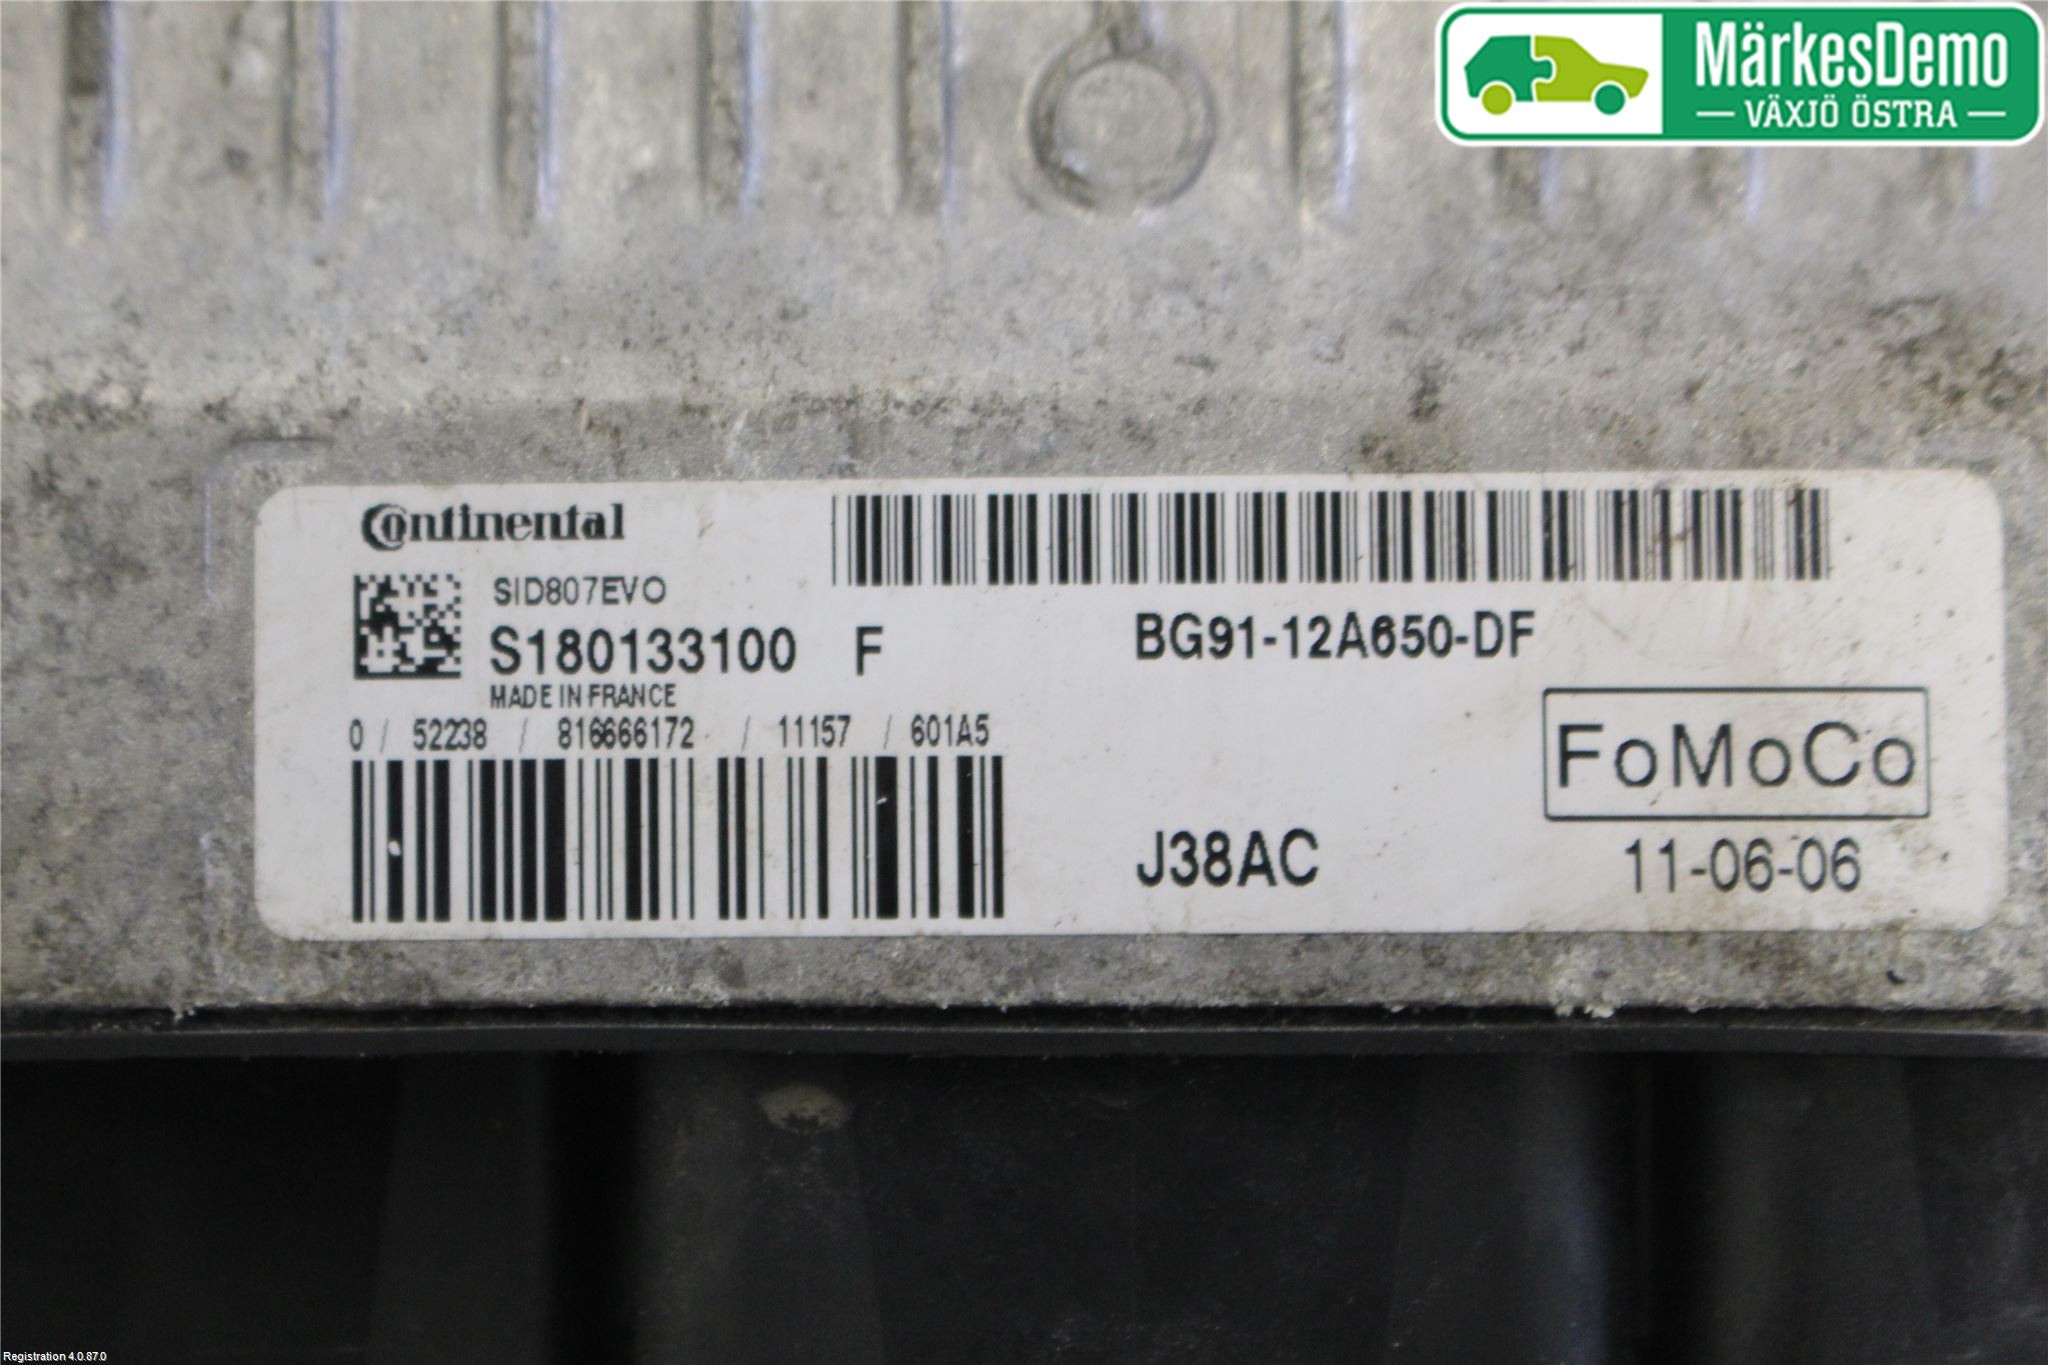 MärkesDemo
VÄXJÖ ÖSTRA
Continental
SID807EVO
S180133100 F
BG91-12A650-DF
MADE IN FRANCE
0 / 52238 / 816666172 / 11157 / 601A5
FoMoCo
J38AC
11-06-06
Registration 4.0.87.0